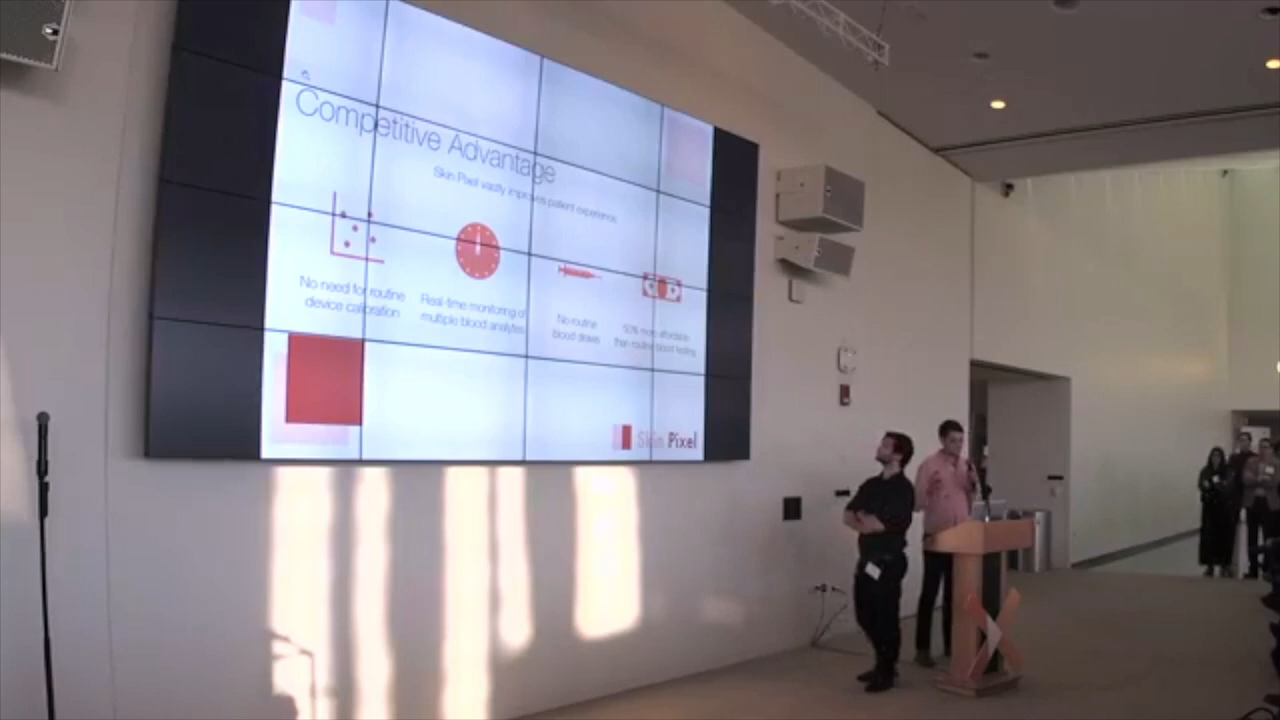 Competitive Advantage
Skin Pixel vastly improves patient experience.
No need for routine
device calibration
Real-time monitoring of
multiple blood analytes
No routine
blood draws
50% more affordable
than routine blood testing
Skin Pixel